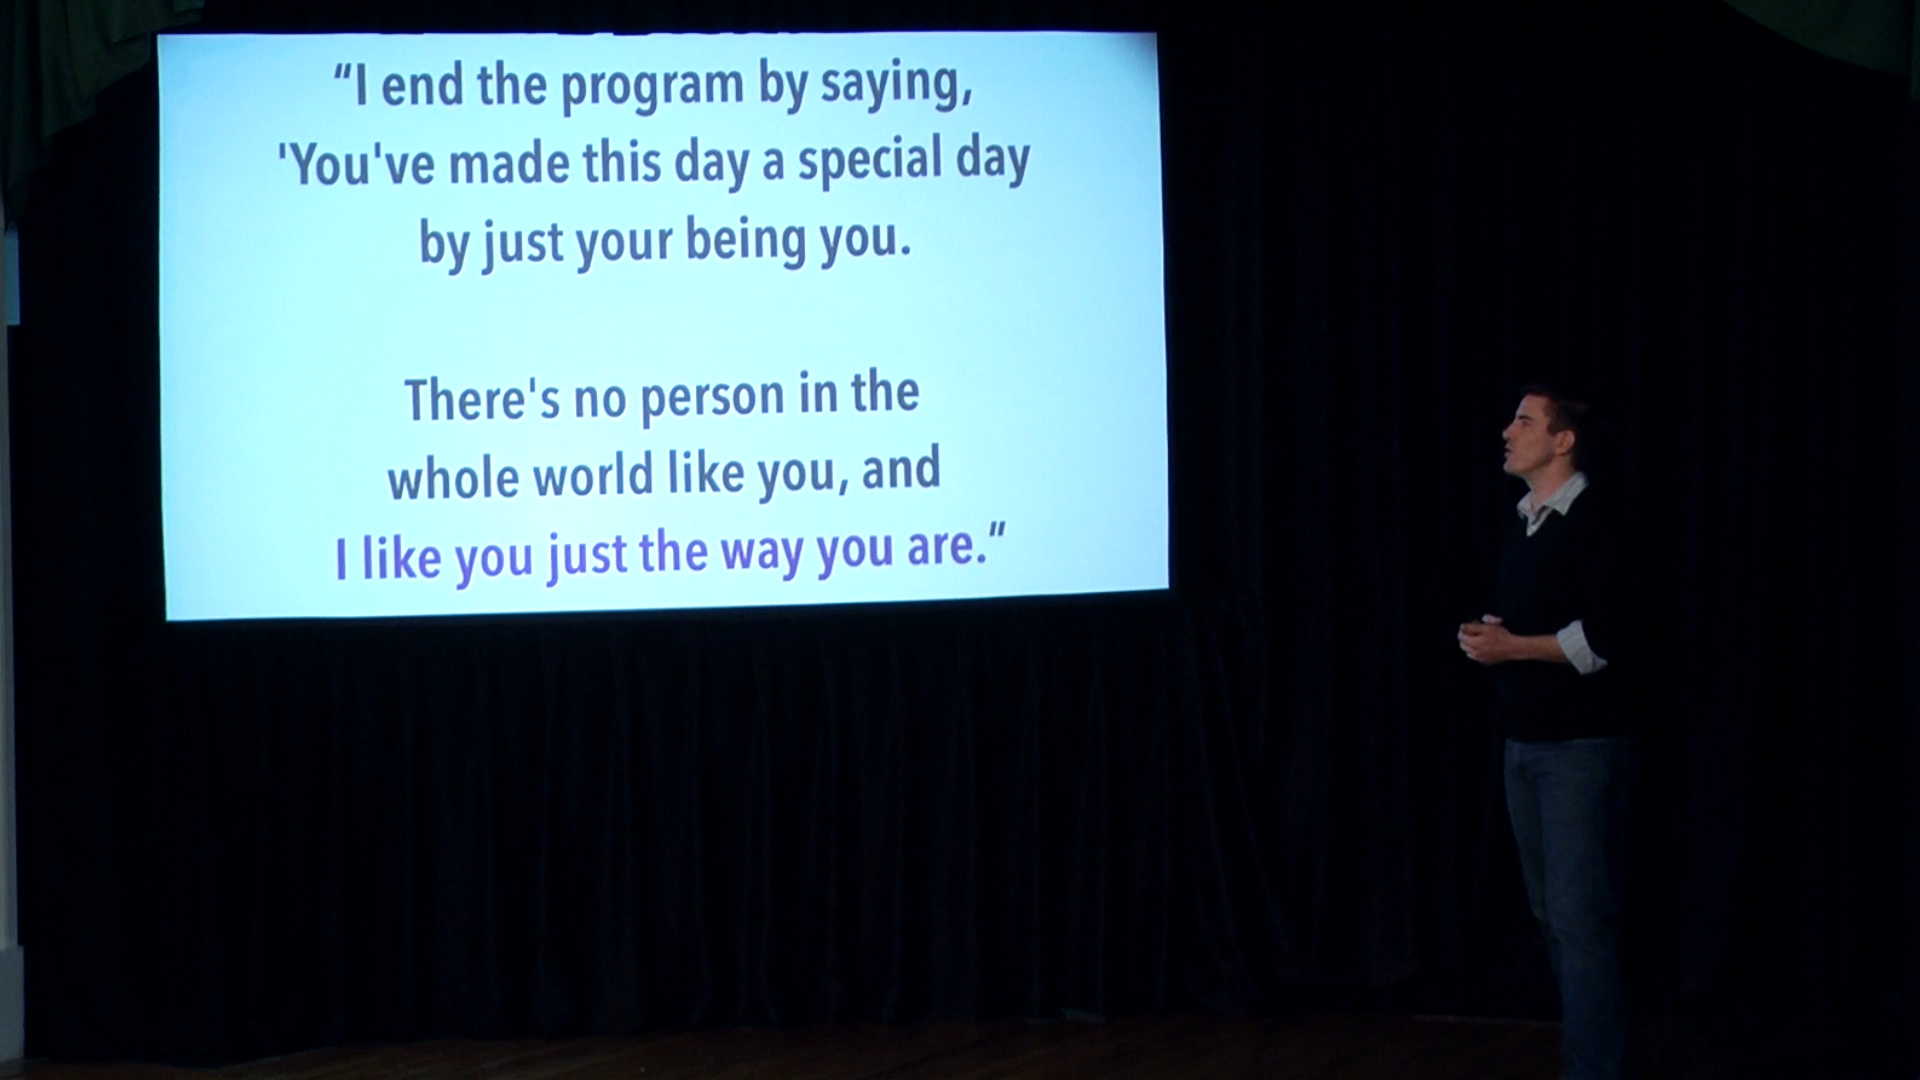 “I end the program by saying,
'You've made this day a special day
by just your being you.
There's no person in the
whole world like you, and
I like you just the way you are.”